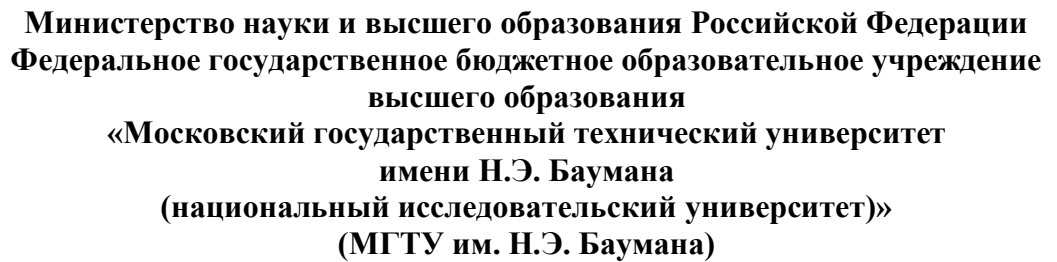 Министерство науки и высшего образования Российской Федерации
Федеральное государственное бюджетное образовательное учреждение
высшего образования
«Московский государственный технический университет
имени Н.Э. Баумана
(национальный исследовательский университет)»
(МГТУ им. Н.Э. Баумана)